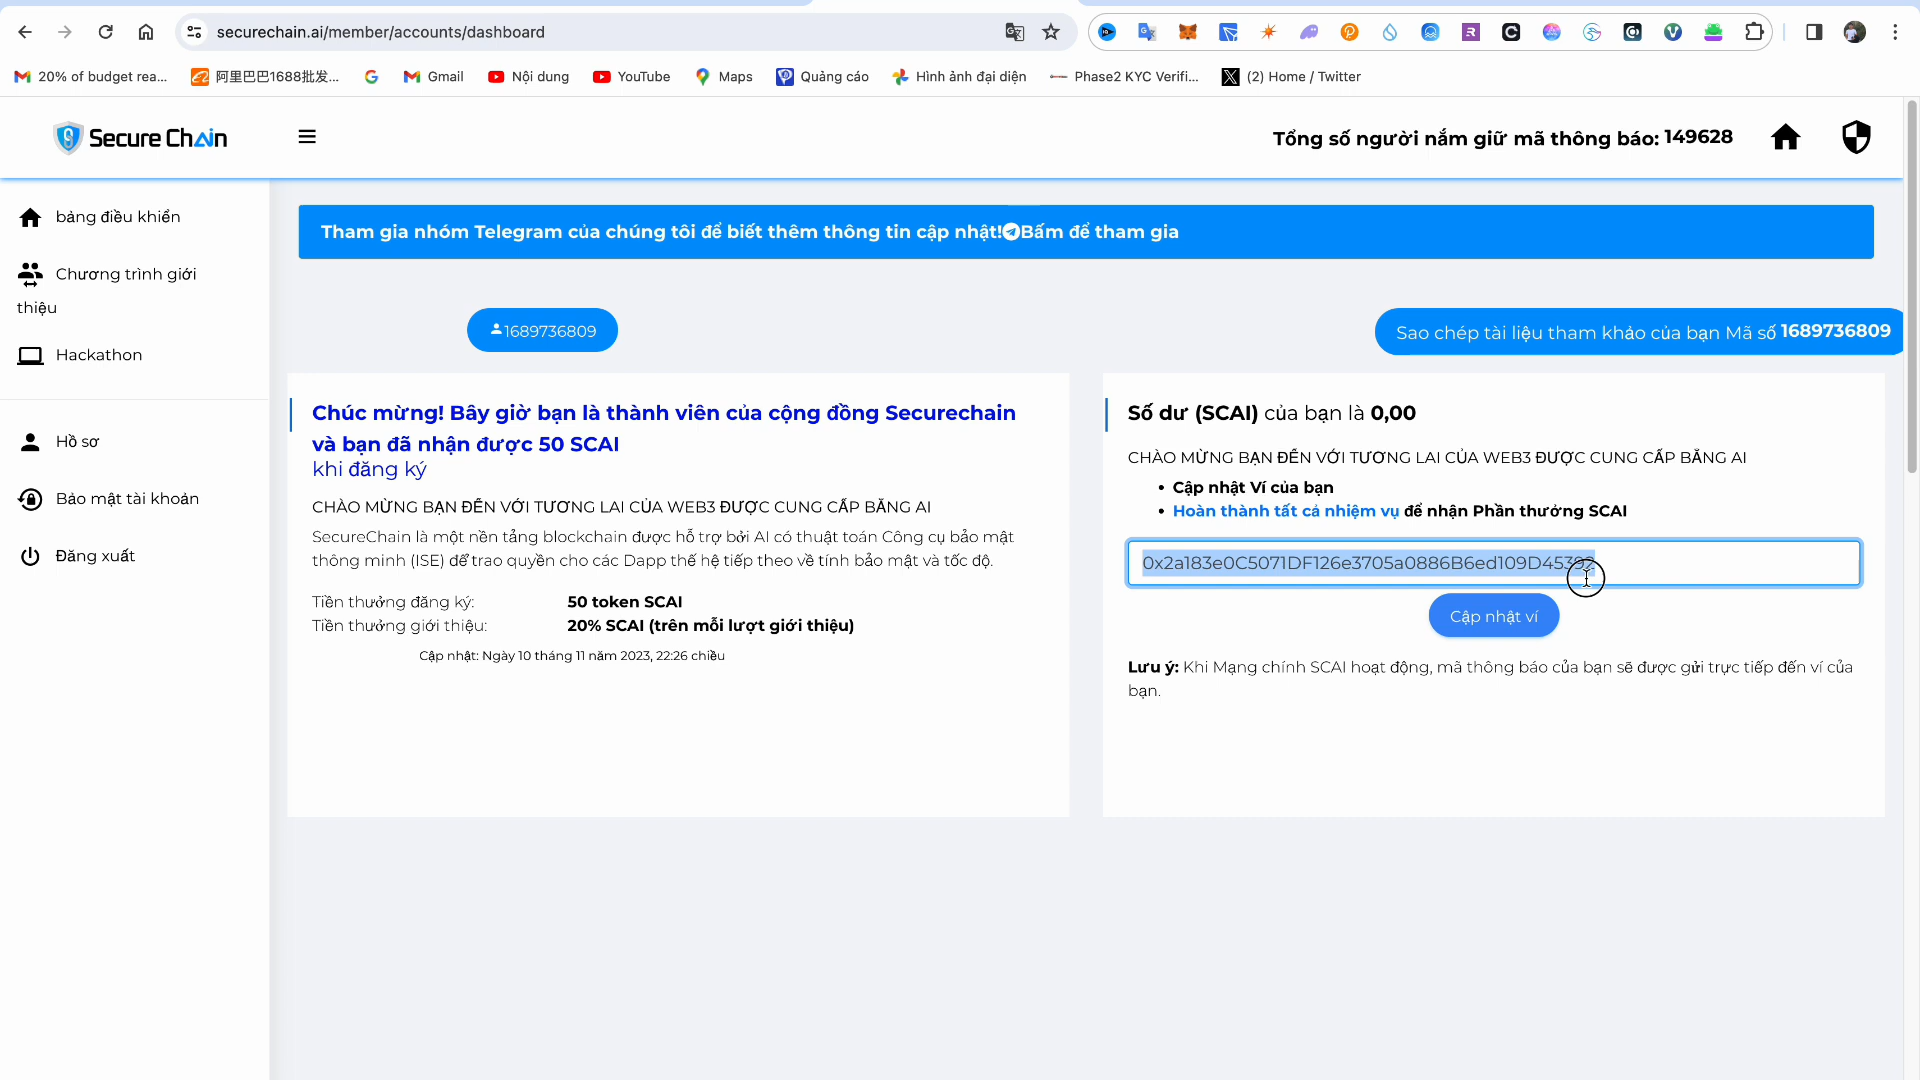 securechain.ai/member/accounts/dashboard
20% of budget rea...
阿里巴巴1688批发...
Gmail
Nội dung
YouTube
Maps
Quảng cáo
Hình ảnh đại diện
Phase2 KYC Verifi...
(2) Home / Twitter
Secure Chain
Tổng số người nắm giữ mã thông báo: 149628
bảng điều khiển
Chương trình giới
thiệu
Hackathon
Hồ sơ
Bảo mật tài khoản
Đăng xuất
Tham gia nhóm Telegram của chúng tôi để biết thêm thông tin cập nhật!Bấm để tham gia
1689736809
Sao chép tài liệu tham khảo của bạn Mã số 1689736809
Chúc mừng! Bây giờ bạn là thành viên của cộng đồng Securechain
và bạn đã nhận được 50 SCAI
khi đăng ký
CHÀO MỪNG BẠN ĐẾN VỚI TƯƠNG LAI CỦA WEB3 ĐƯỢC CUNG CẤP BẰNG AI
SecureChain là một nền tảng blockchain được hỗ trợ bởi AI có thuật toán Công cụ bảo mật
thông minh (ISE) để trao quyền cho các Dapp thế hệ tiếp theo về tính bảo mật và tốc độ.
Tiền thưởng đăng ký: 50 token SCAI
Tiền thưởng giới thiệu: 20% SCAI (trên mỗi lượt giới thiệu)
Cập nhật: Ngày 10 tháng 11 năm 2023, 22:26 chiều
Số dư (SCAI) của bạn là 0,00
CHÀO MỪNG BẠN ĐẾN VỚI TƯƠNG LAI CỦA WEB3 ĐƯỢC CUNG CẤP BẰNG AI
Cập nhật Ví của bạn
Hoàn thành tất cả nhiệm vụ để nhận Phần thưởng SCAI
0x2a183e0C5071DF126e3705a0886B6ed109D45392
Cập nhật ví
Lưu ý: Khi Mạng chính SCAI hoạt động, mã thông báo của bạn sẽ được gửi trực tiếp đến ví của
bạn.